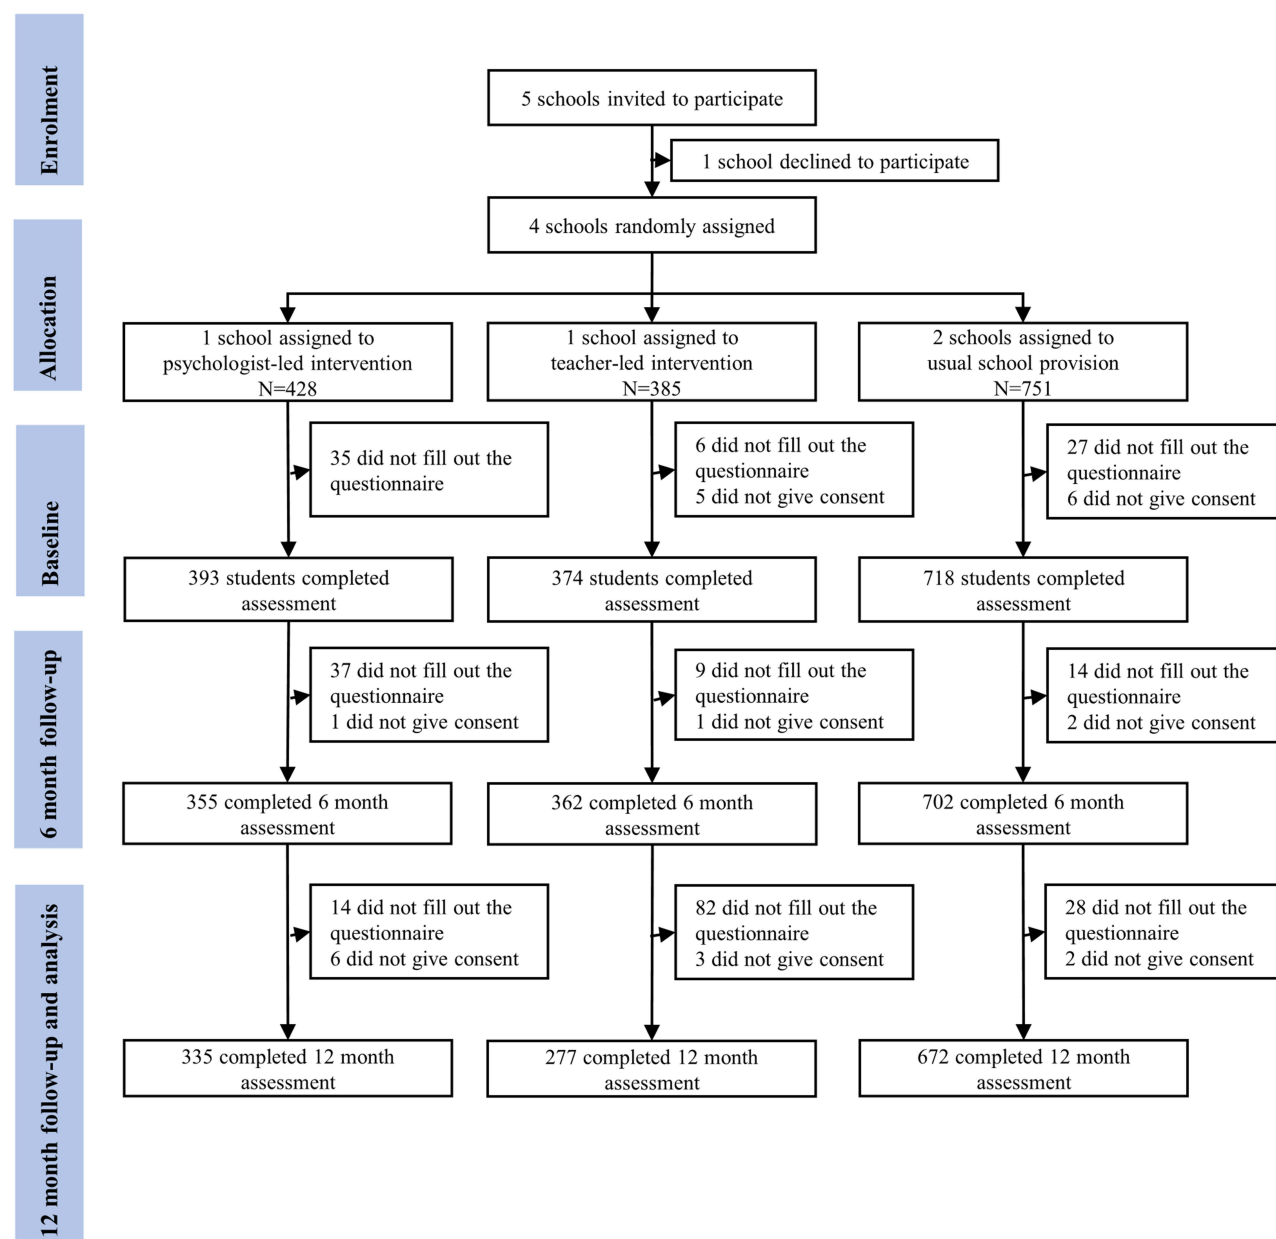 Enrolment
5 schools invited to participate
1 school declined to participate
4 schools randomly assigned
Allocation
1 school assigned to
psychologist-led intervention
N=428
1 school assigned to
teacher-led intervention
N=385
2 schools assigned to
usual school provision
N=751
Baseline
35 did not fill out the
questionnaire
6 did not fill out the
questionnaire
5 did not give consent
27 did not fill out the
questionnaire
6 did not give consent
393 students completed
assessment
374 students completed
assessment
718 students completed
assessment
6 month follow-up
37 did not fill out the
questionnaire
1 did not give consent
9 did not fill out the
questionnaire
1 did not give consent
14 did not fill out the
questionnaire
2 did not give consent
355 completed 6 month
assessment
362 completed 6 month
assessment
702 completed 6 month
assessment
12 month follow-up and analysis
14 did not fill out the
questionnaire
6 did not give consent
82 did not fill out the
questionnaire
3 did not give consent
28 did not fill out the
questionnaire
2 did not give consent
335 completed 12 month
assessment
277 completed 12 month
assessment
672 completed 12 month
assessment